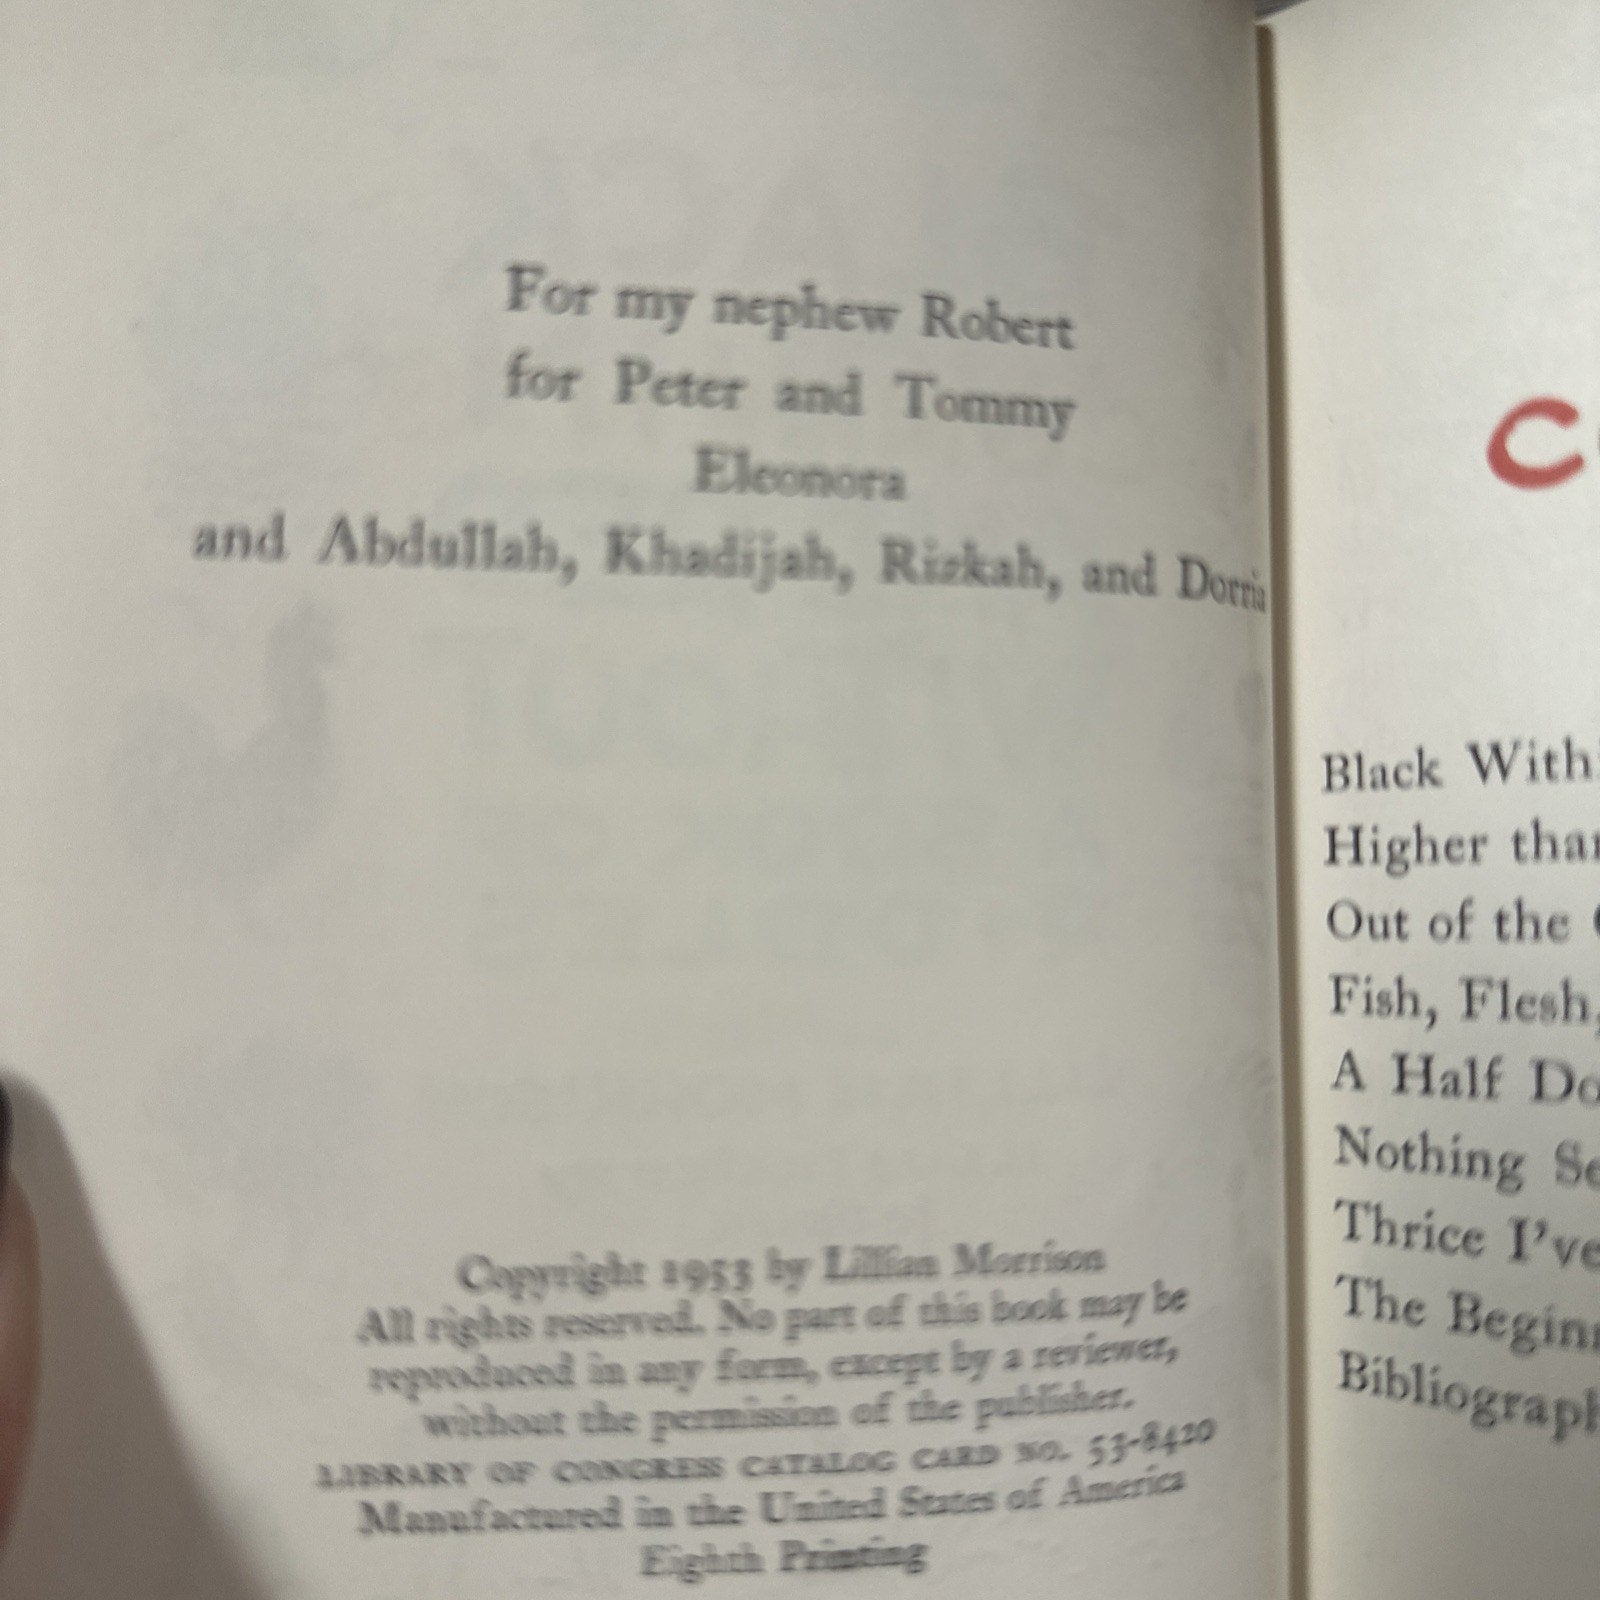 For my nephew Robert
for Peter and Tommy
Eleonora
and Abdullah, Khadijah, Rizkah, and Dorria
Copyright 1953 by Lillian Morrison
All rights reserved. No part of this book may be
reproduced in any form, except by a reviewer,
without the permission of the publisher.
LIBRARY OF CONGRESS CATALOG CARD NO. 53-8420
Manufactured in the United States of America
Eighth Printing
C
Black With
Higher than
Out of the
Fish, Flesh,
A Half Do
Nothing Se
Thrice I've
The Beginn
Bibliograph